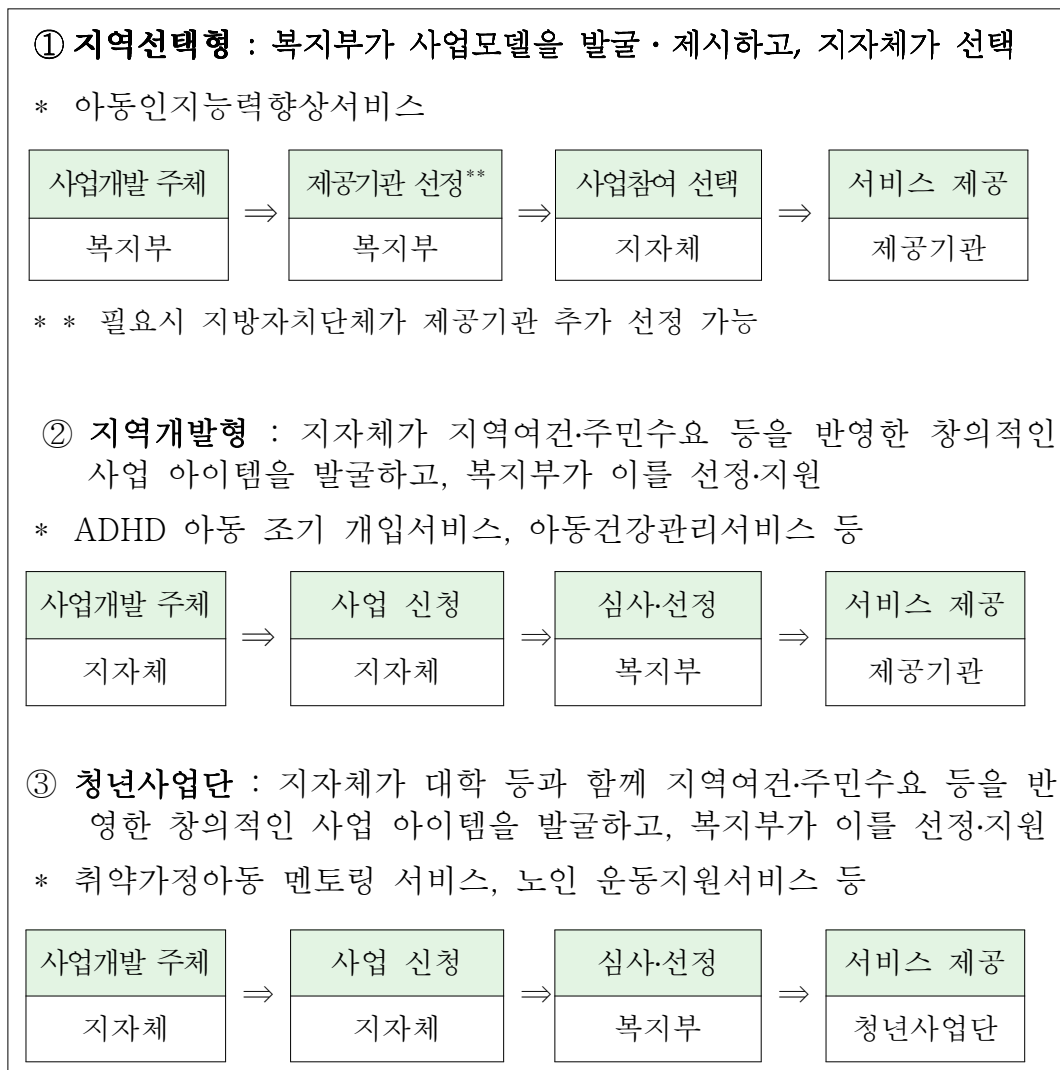 ① 지역선택형 : 복지부가 사업모델을 발굴·제시하고, 지자체가 선택
* 아동인지능력향상서비스
사업개발 주체 ⇒ 제공기관 선정** ⇒ 사업참여 선택 ⇒ 서비스 제공
복지부 복지부 지자체 제공기관
** 필요시 지방자치단체가 제공기관 추가 선정 가능
② 지역개발형 : 지자체가 지역여건·주민수요 등을 반영한 창의적인
사업 아이템을 발굴하고, 복지부가 이를 선정·지원
* ADHD 아동 조기 개입서비스, 아동건강관리서비스 등
사업개발 주체 ⇒ 사업 신청 ⇒ 심사·선정 ⇒ 서비스 제공
지자체 지자체 복지부 제공기관
③ 청년사업단 : 지자체가 대학 등과 함께 지역여건·주민수요 등을 반
영한 창의적인 사업 아이템을 발굴하고, 복지부가 이를 선정·지원
* 취약가정아동 멘토링 서비스, 노인 운동지원서비스 등
사업개발 주체 ⇒ 사업 신청 ⇒ 심사·선정 ⇒ 서비스 제공
지자체 지자체 복지부 청년사업단